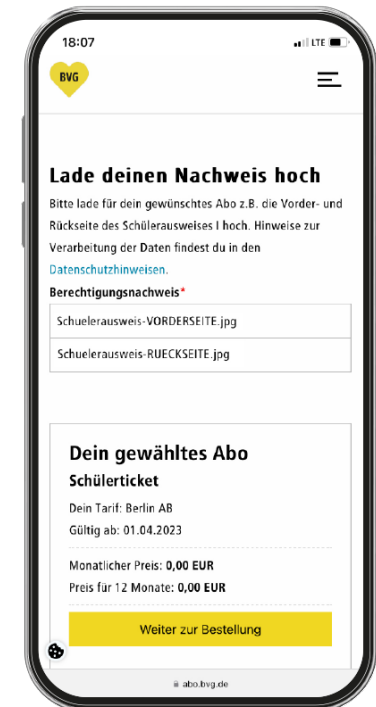 18:07
LTE
BVG
Lade deinen Nachweis hoch
Bitte lade für dein gewünschtes Abo z.B. die Vorder- und
Rückseite des Schülerausweises I hoch. Hinweise zur
Verarbeitung der Daten findest du in den
Datenschutzhinweisen.
Berechtigungsnachweis*
Schuelerausweis-VORDERSEITE.jpg
Schuelerausweis-RUECKSEITE.jpg
Dein gewähltes Abo
Schülerticket
Dein Tarif: Berlin AB
Gültig ab: 01.04.2023
Monatlicher Preis: 0,00 EUR
Preis für 12 Monate: 0,00 EUR
Weiter zur Bestellung
abo.bvg.de